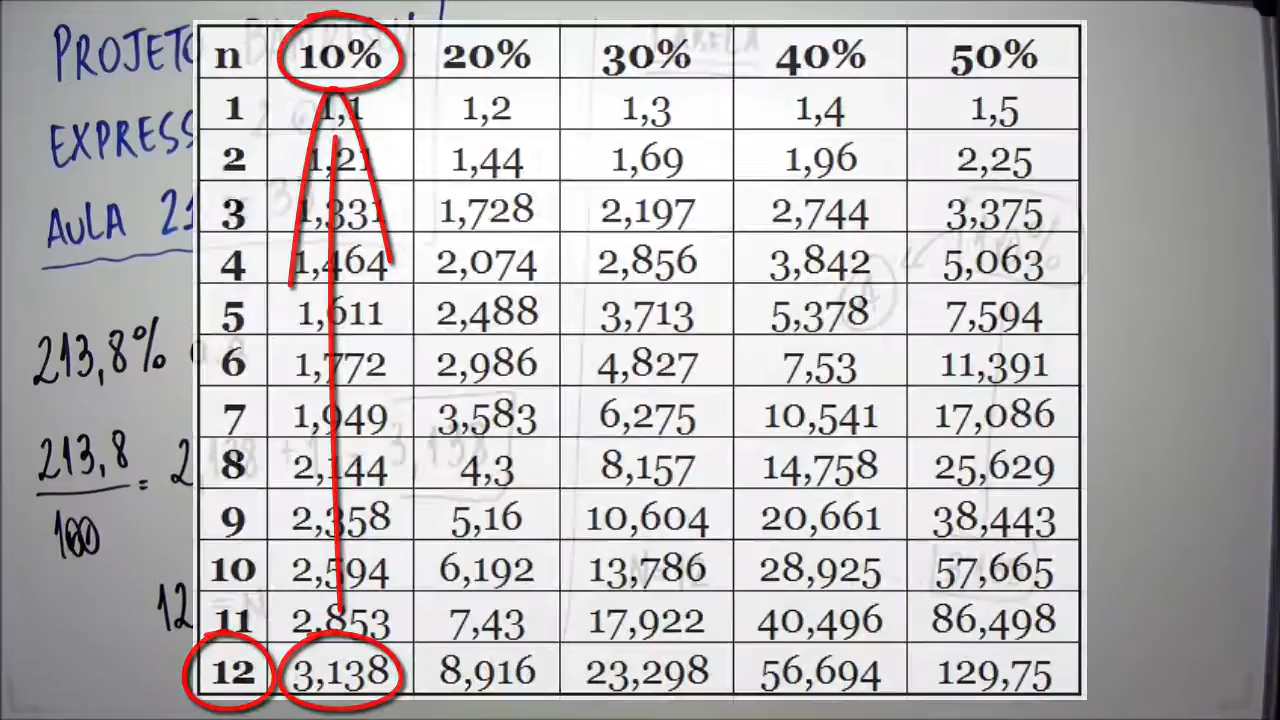 PROJETO
EXPRESS
AULA 21
213,8%
213,8 = 2
100
12
n 10% 20% 30% 40% 50%
1 1,1 1,2 1,3 1,4 1,5
2 1,21 1,44 1,69 1,96 2,25
3 1,331 1,728 2,197 2,744 3,375
4 1,464 2,074 2,856 3,842 5,063
5 1,611 2,488 3,713 5,378 7,594
6 1,772 2,986 4,827 7,53 11,391
7 1,949 3,583 6,275 10,541 17,086
8 2,144 4,3 8,157 14,758 25,629
9 2,358 5,16 10,604 20,661 38,443
10 2,594 6,192 13,786 28,925 57,665
11 2,853 7,43 17,922 40,496 86,498
12 3,138 8,916 23,298 56,694 129,75